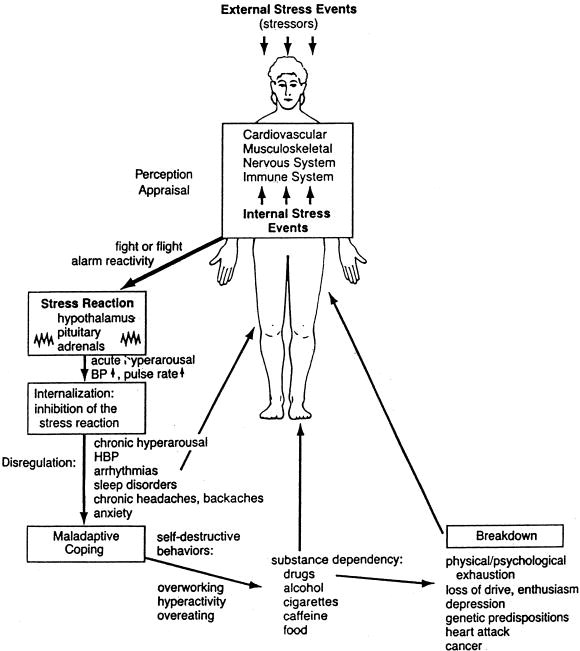 External Stress Events
(stressors)
Cardiovascular
Musculoskeletal
Nervous System
Immune System
Internal Stress
Events
Perception
Appraisal
fight or flight
alarm reactivity
Stress Reaction
hypothalamus
pituitary
adrenals
acute hyperarousal
BP↑, pulse rate↑
Internalization:
inhibition of the
stress reaction
Disregulation:
chronic hyperarousal
HBP
arrhythmias
sleep disorders
chronic headaches, backaches
anxiety
Maladaptive
Coping
self-destructive
behaviors:
overworking
hyperactivity
overeating
substance dependency:
drugs
alcohol
cigarettes
caffeine
food
Breakdown
physical/psychological
exhaustion
loss of drive, enthusiasm
depression
genetic predispositions
heart attack
cancer